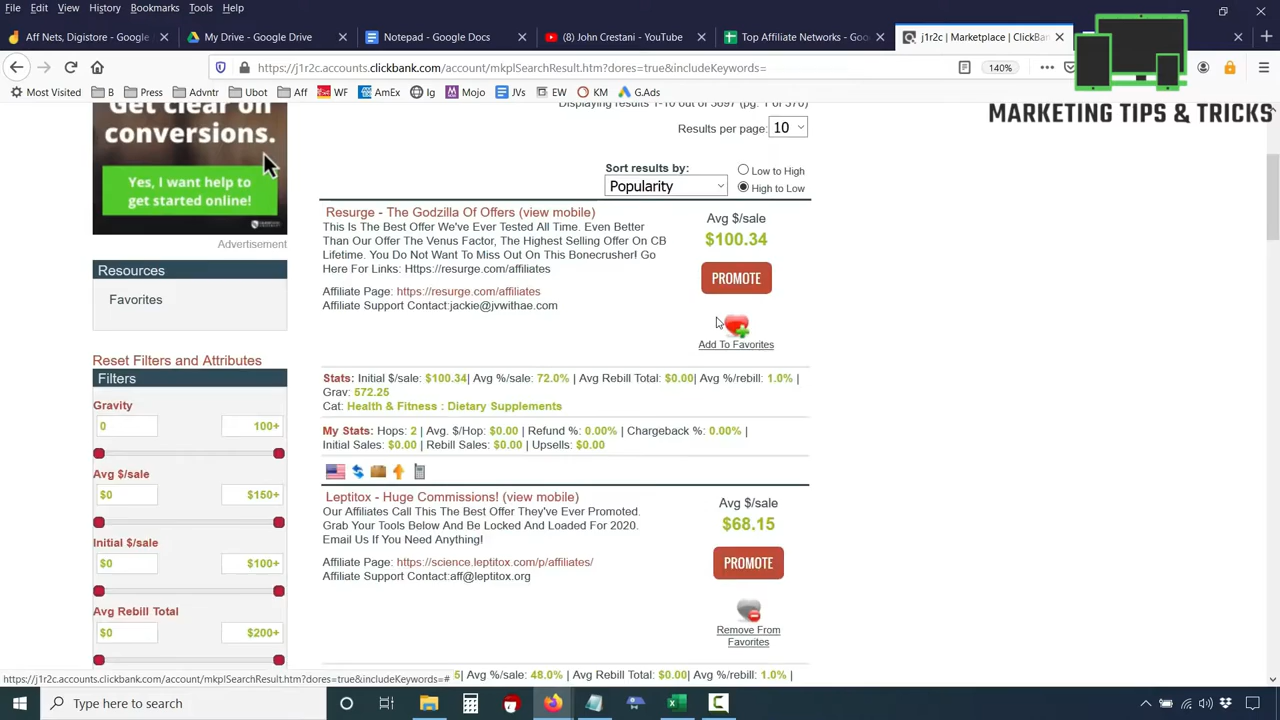 File Edit View History Bookmarks Tools Help
Aff Nets, Digistore - Google
My Drive - Google Drive
Notepad - Google Docs
John Crestani - YouTube
Top Affiliate Networks - Google
j1r2c | Marketplace | ClickBan
https://j1r2c.accounts.clickbank.com/account/mkplSearchResult.htm?dores=true&includeKeywords=
140%
Most Visited B Press Advntr Ubot Aff WF AmEx Ig Mojo JVs EW KM G.Ads
MARKETING TIPS & TRICKS
Get clear on
conversions.
Yes, I want help to
get started online!
Advertisement
Resources
Favorites
Reset Filters and Attributes
Filters
Gravity
0 100+
Avg $/sale
$0 $150+
Initial $/sale
$0 $100+
Avg Rebill Total
$0 $200+
Results per page: 10
Sort results by:
Popularity
Low to High
High to Low
Resurge - The Godzilla Of Offers (view mobile)
This Is The Best Offer We've Ever Tested All Time. Even Better
Than Our Offer The Venus Factor, The Highest Selling Offer On CB
Lifetime. You Do Not Want To Miss Out On This Bonecrusher! Go
Here For Links: Https://resurge.com/affiliates
Affiliate Page: https://resurge.com/affiliates
Affiliate Support Contact:jackie@jvwithae.com
Avg $/sale
$100.34
PROMOTE
Add To Favorites
Stats: Initial $/sale: $100.34| Avg %/sale: 72.0% | Avg Rebill Total: $0.00| Avg %/rebill: 1.0% |
Grav: 572.25
Cat: Health & Fitness : Dietary Supplements
My Stats: Hops: 2 | Avg. $/Hop: $0.00 | Refund %: 0.00% | Chargeback %: 0.00% |
Initial Sales: $0.00 | Rebill Sales: $0.00 | Upsells: $0.00
Leptitox - Huge Commissions! (view mobile)
Our Affiliates Call This The Best Offer They've Ever Promoted.
Grab Your Tools Below And Be Locked And Loaded For 2020.
Email Us If You Need Anything!
Affiliate Page: https://science.leptitox.com/p/affiliates/
Affiliate Support Contact:aff@leptitox.org
Avg $/sale
$68.15
PROMOTE
Remove From
Favorites
https://j1r2c.accounts.clickbank.com/account/mkplSearchResult.htm?dores=true&includeKeywords=#
5| Avg %/sale: 48.0% | Avg Rebill Total: $0.00| Avg %/rebill: 1.0% |
Type here to search